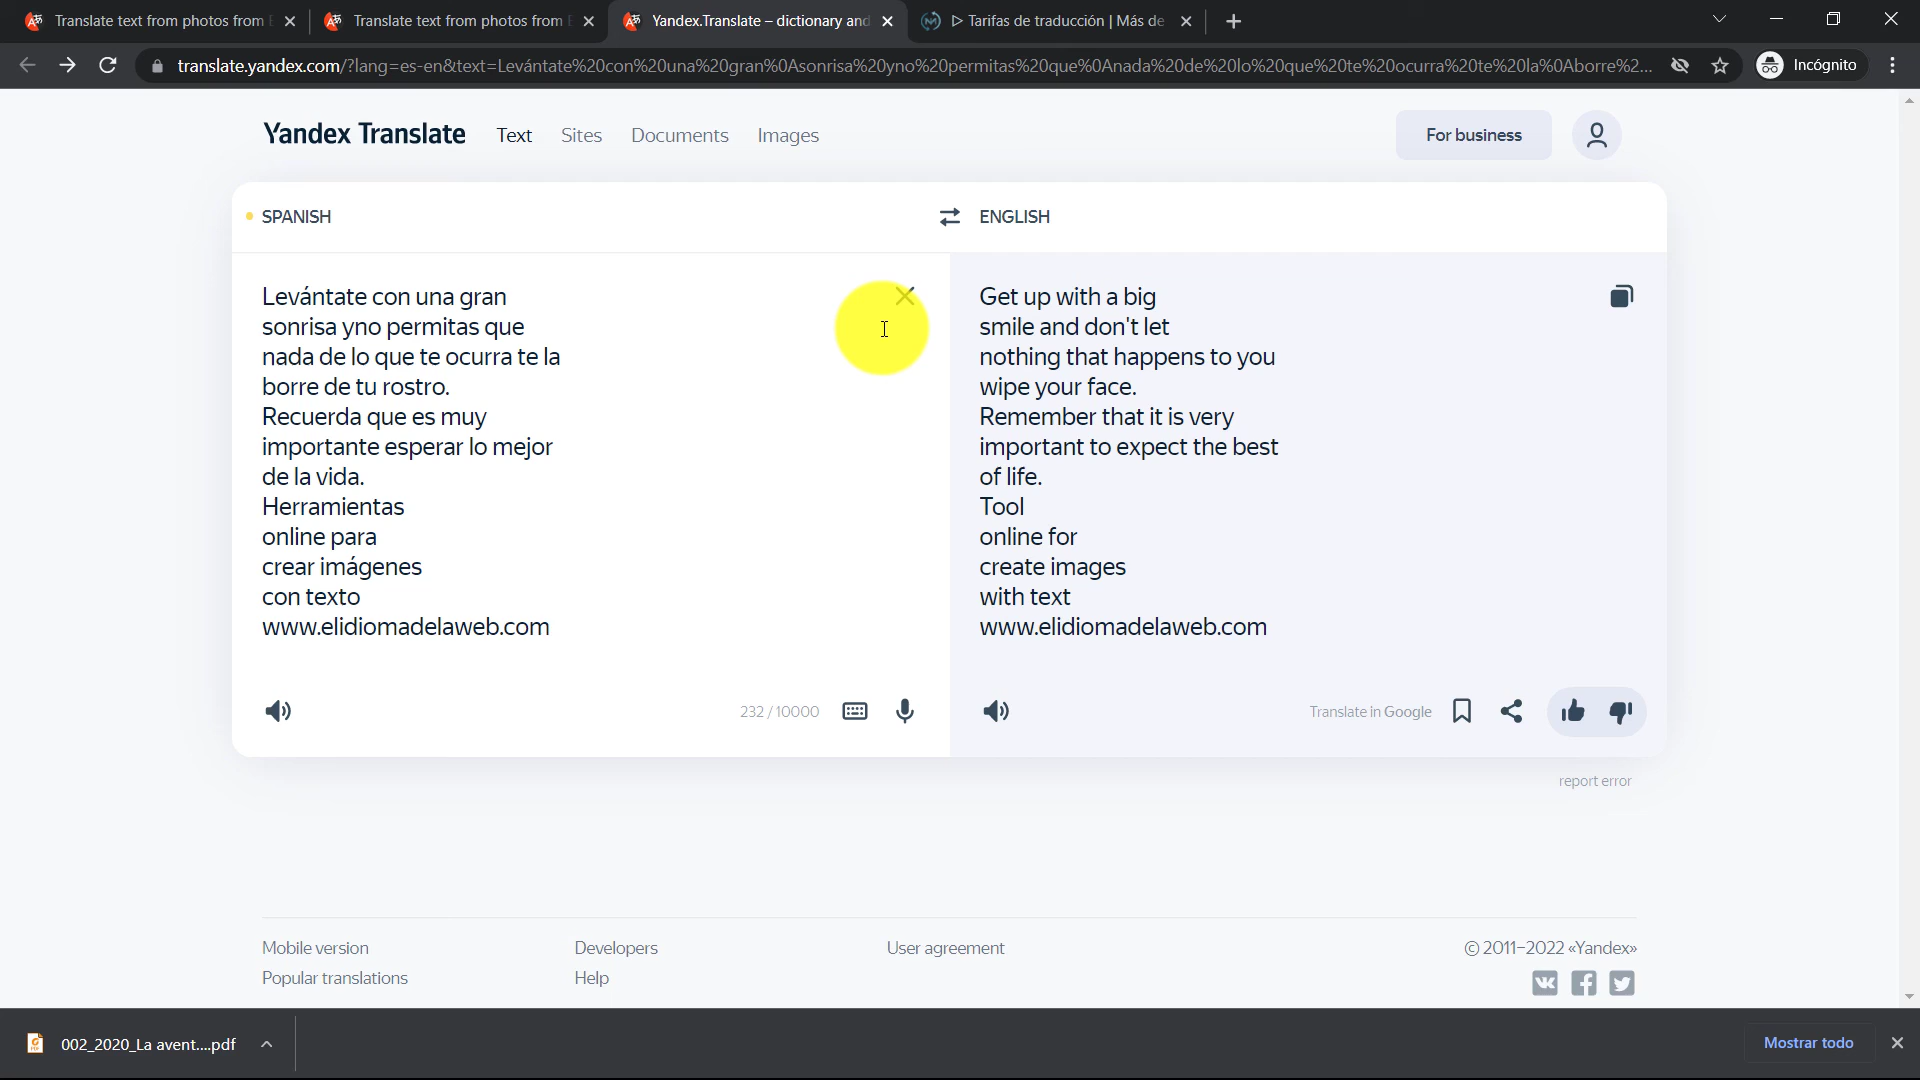 Translate text from photos from
Translate text from photos from
Yandex.Translate – dictionary and
▷ Tarifas de traducción | Más de
translate.yandex.com/?lang=es-en&text=Levántate%20con%20una%20gran%0Asonrisa%20yno%20permitas%20que%0Anada%20de%20lo%20que%20te%20ocurra%20te%20la%0Aborre%2...
Incógnito
Yandex Translate
Text
Sites
Documents
Images
For business
SPANISH
ENGLISH
Levántate con una gran
sonrisa yno permitas que
nada de lo que te ocurra te la
borre de tu rostro.
Recuerda que es muy
importante esperar lo mejor
de la vida.
Herramientas
online para
crear imágenes
con texto
www.elidiomadelaweb.com
232 / 10000
Get up with a big
smile and don't let
nothing that happens to you
wipe your face.
Remember that it is very
important to expect the best
of life.
Tool
online for
create images
with text
www.elidiomadelaweb.com
Translate in Google
report error
Mobile version
Popular translations
Developers
Help
User agreement
© 2011–2022 «Yandex»
002_2020_La avent....pdf
Mostrar todo